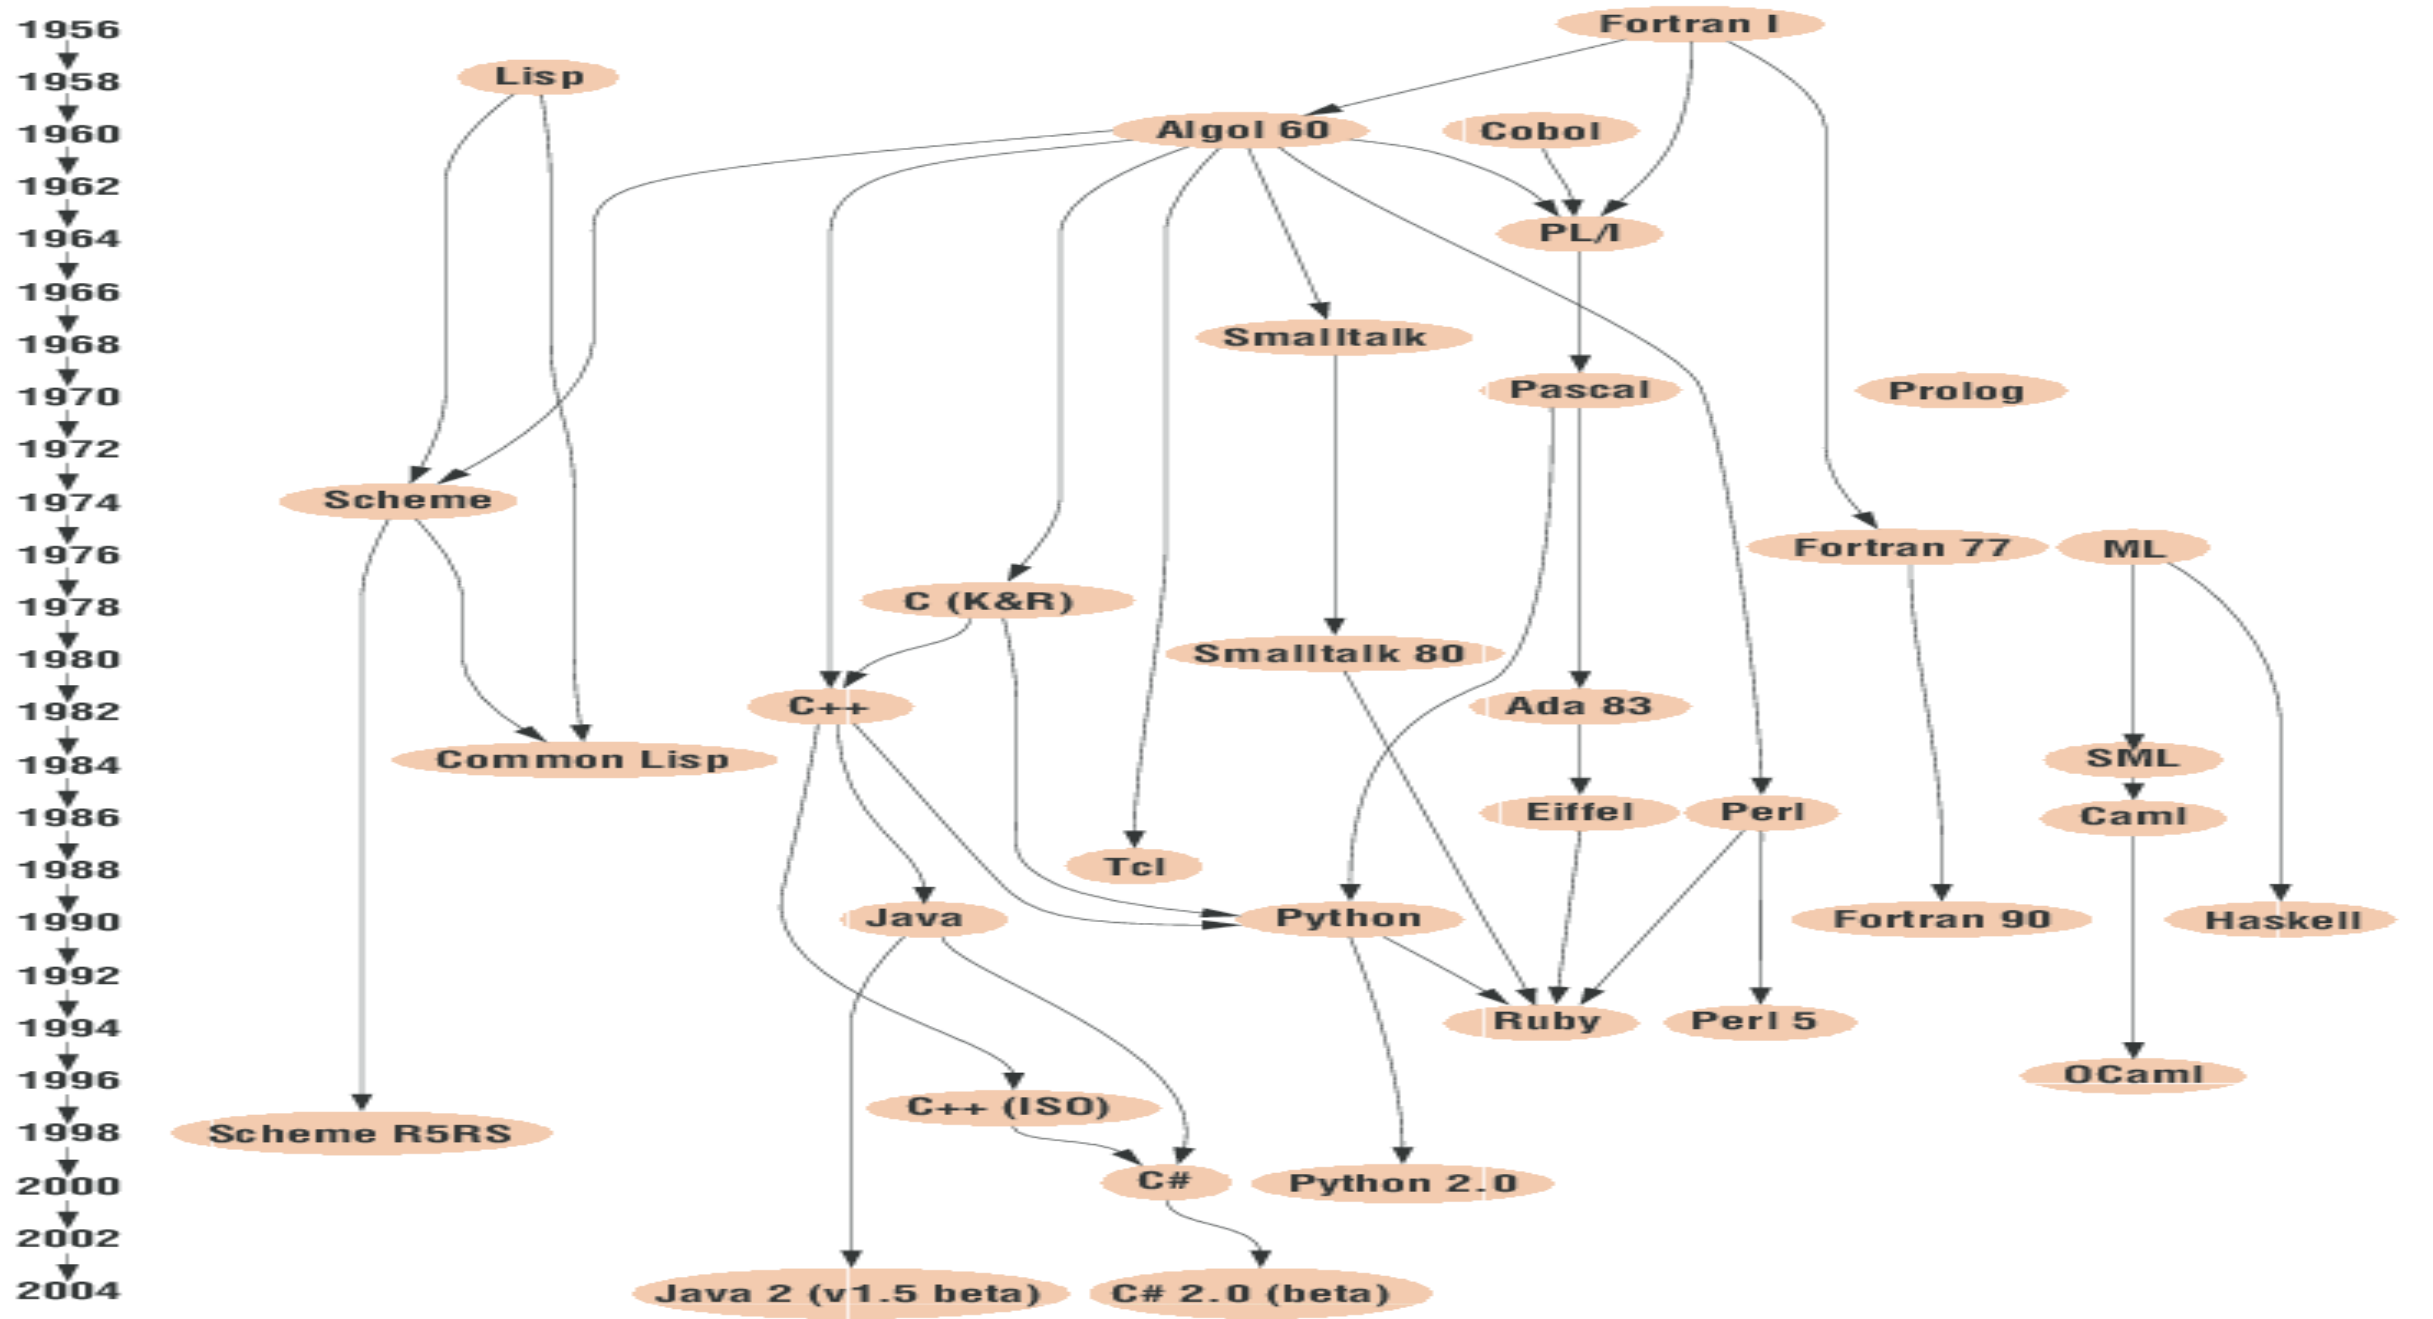 1956
Fortran I
1958
Lisp
1960
Algol 60
Cobol
1962
1964
PL/I
1966
1968
Smalltalk
1970
Pascal
Prolog
1972
1974
Scheme
1976
Fortran 77
ML
1978
C (K&R)
1980
Smalltalk 80
1982
C++
Ada 83
1984
Common Lisp
SML
1986
Eiffel
Perl
Caml
1988
Tcl
1990
Java
Python
Fortran 90
Haskell
1992
1994
Ruby
Perl 5
1996
OCaml
C++ (ISO)
1998
Scheme R5RS
2000
C#
Python 2.0
2002
2004
Java 2 (v1.5 beta)
C# 2.0 (beta)